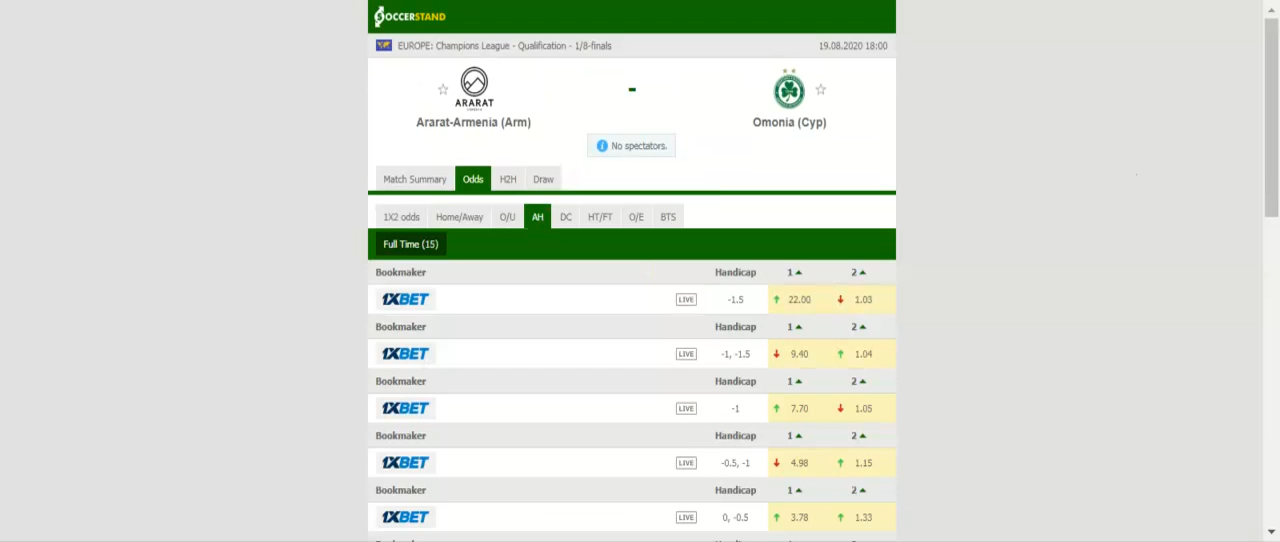 SOCCERSTAND
EUROPE: Champions League - Qualification - 1/8-finals 19.08.2020 18:00
ARARAT
-
Ararat-Armenia (Arm) Omonia (Cyp)
No spectators.
Match Summary Odds H2H Draw
1X2 odds Home/Away O/U AH DC HT/FT O/E BTS
Full Time (15)
Bookmaker Handicap 1 2
1XBET LIVE -1.5 22.00 1.03
Bookmaker Handicap 1 2
1XBET LIVE -1, -1.5 9.40 1.04
Bookmaker Handicap 1 2
1XBET LIVE -1 7.70 1.05
Bookmaker Handicap 1 2
1XBET LIVE -0.5, -1 4.98 1.15
Bookmaker Handicap 1 2
1XBET LIVE 0, -0.5 3.78 1.33